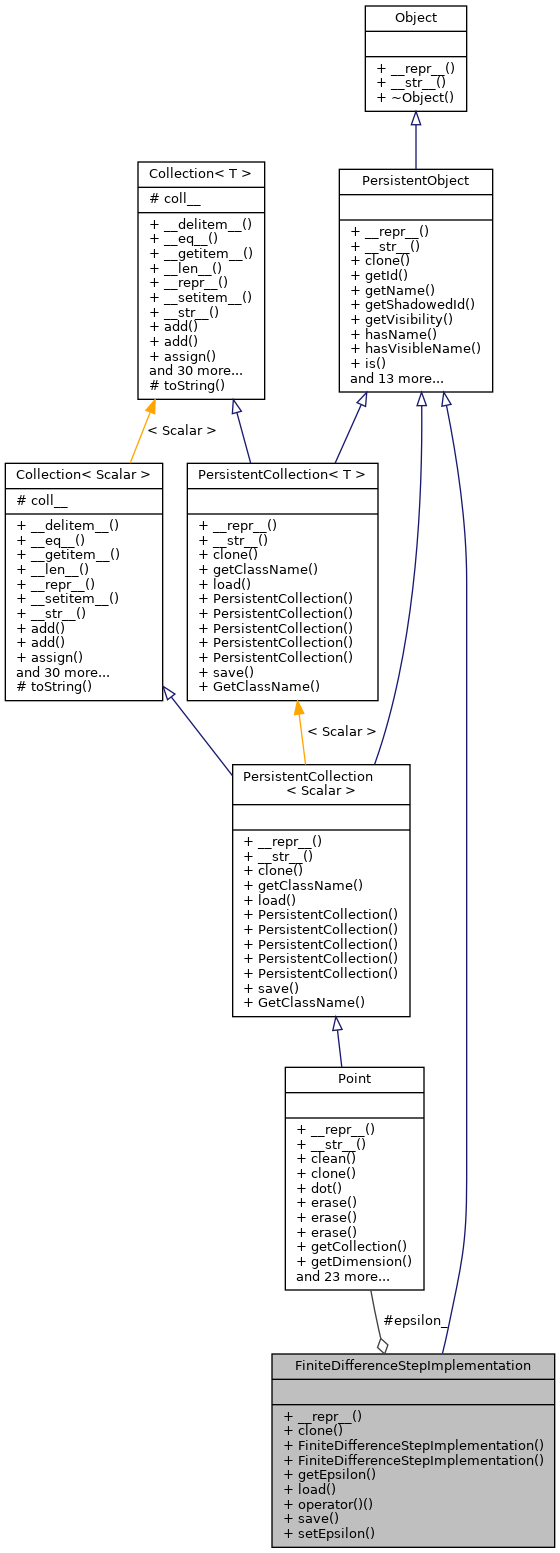 Object
+ __repr__()
+ __str__()
+ ~Object()
Collection< T >
# coll__
+ __delitem__()
+ __eq__()
+ __getitem__()
+ __len__()
+ __repr__()
+ __setitem__()
+ __str__()
+ add()
+ add()
+ assign()
and 30 more...
# toString()
PersistentObject
+ __repr__()
+ __str__()
+ clone()
+ getId()
+ getName()
+ getShadowedId()
+ getVisibility()
+ hasName()
+ hasVisibleName()
+ is()
and 13 more...
< Scalar >
Collection< Scalar >
# coll__
+ __delitem__()
+ __eq__()
+ __getitem__()
+ __len__()
+ __repr__()
+ __setitem__()
+ __str__()
+ add()
+ add()
+ assign()
and 30 more...
# toString()
PersistentCollection< T >
+ __repr__()
+ __str__()
+ clone()
+ getClassName()
+ load()
+ PersistentCollection()
+ PersistentCollection()
+ PersistentCollection()
+ PersistentCollection()
+ PersistentCollection()
+ save()
+ GetClassName()
< Scalar >
PersistentCollection
< Scalar >
+ __repr__()
+ __str__()
+ clone()
+ getClassName()
+ load()
+ PersistentCollection()
+ PersistentCollection()
+ PersistentCollection()
+ PersistentCollection()
+ PersistentCollection()
+ save()
+ GetClassName()
Point
+ __repr__()
+ __str__()
+ clean()
+ clone()
+ dot()
+ erase()
+ erase()
+ erase()
+ getCollection()
+ getDimension()
and 23 more...
#epsilon_
FiniteDifferenceStepImplementation
+ __repr__()
+ clone()
+ FiniteDifferenceStepImplementation()
+ FiniteDifferenceStepImplementation()
+ getEpsilon()
+ load()
+ operator()()
+ save()
+ setEpsilon()